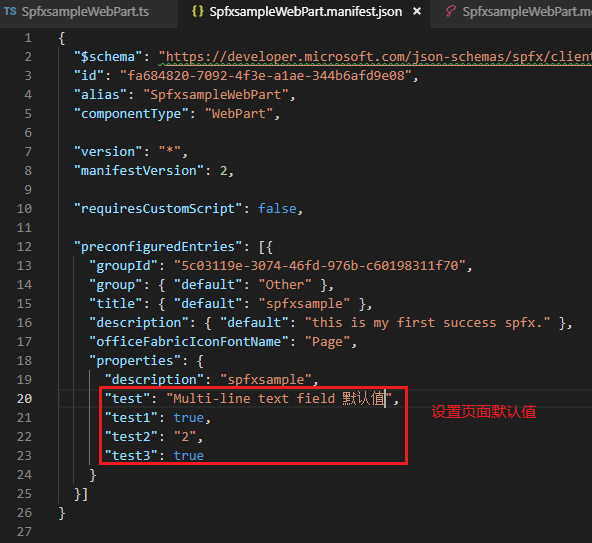 TS SpfxsampleWebPart.ts {} SpfxsampleWebPart.manifest.json × SpfxsampleWebPart.m
1 {
2 "$schema": "https://developer.microsoft.com/json-schemas/spfx/client
3 "id": "fa684820-7092-4f3e-a1ae-344b6afd9e08",
4 "alias": "SpfxsampleWebPart",
5 "componentType": "WebPart",
6
7 "version": "*",
8 "manifestVersion": 2,
9
10 "requiresCustomScript": false,
11
12 "preconfiguredEntries": [{
13 "groupId": "5c03119e-3074-46fd-976b-c60198311f70",
14 "group": { "default": "Other" },
15 "title": { "default": "spfxsample" },
16 "description": { "default": "this is my first success spfx." },
17 "officeFabricIconFontName": "Page",
18 "properties": {
19 "description": "spfxsample",
20 "test": "Multi-line text field 默认值",
21 "test1": true,
设置页面默认值
22 "test2": "2",
23 "test3": true
24 }
25 }]
26 }
27